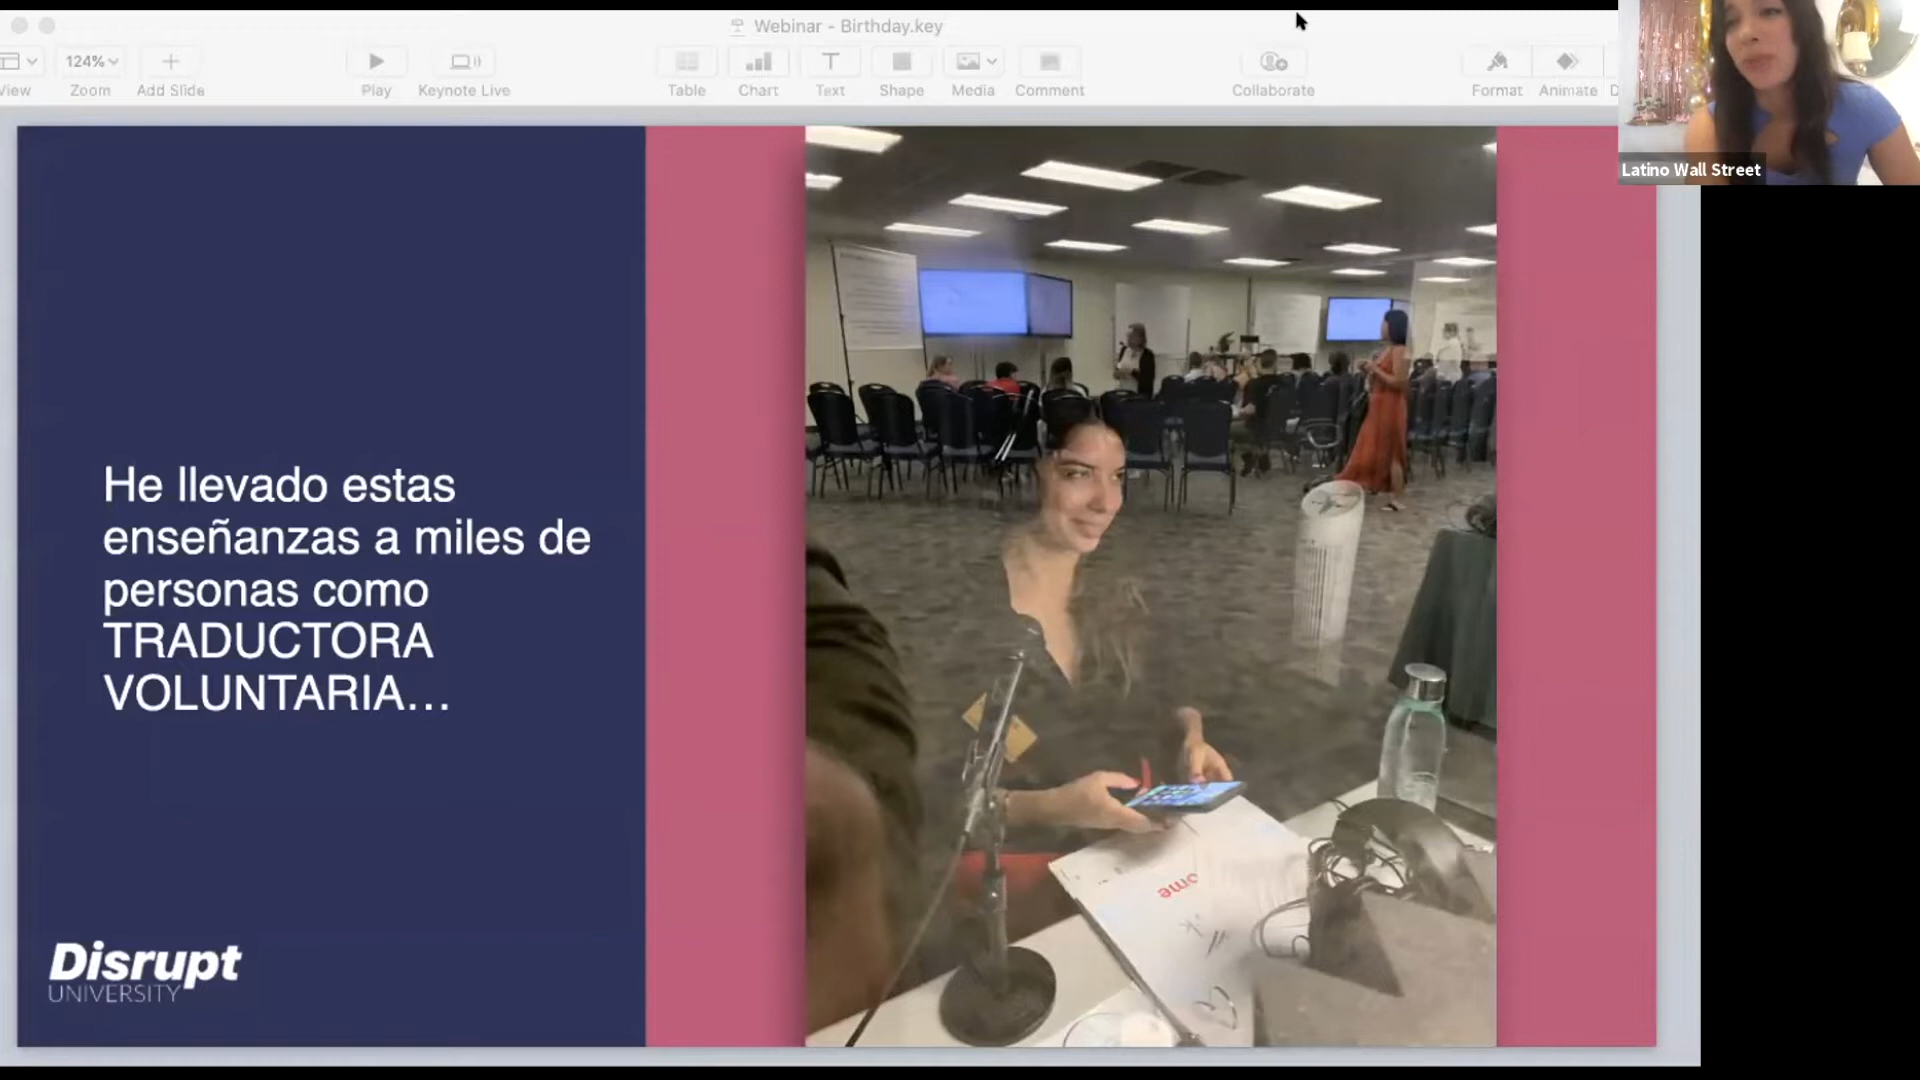 Webinar - Birthday.key
View
124%
Zoom
Add Slide
Play
Keynote Live
Table
Chart
Text
Shape
Media
Comment
Collaborate
Format
Animate
Latino Wall Street
He llevado estas
enseñanzas a miles de
personas como
TRADUCTORA
VOLUNTARIA...
ome
Disrupt
UNIVERSITY